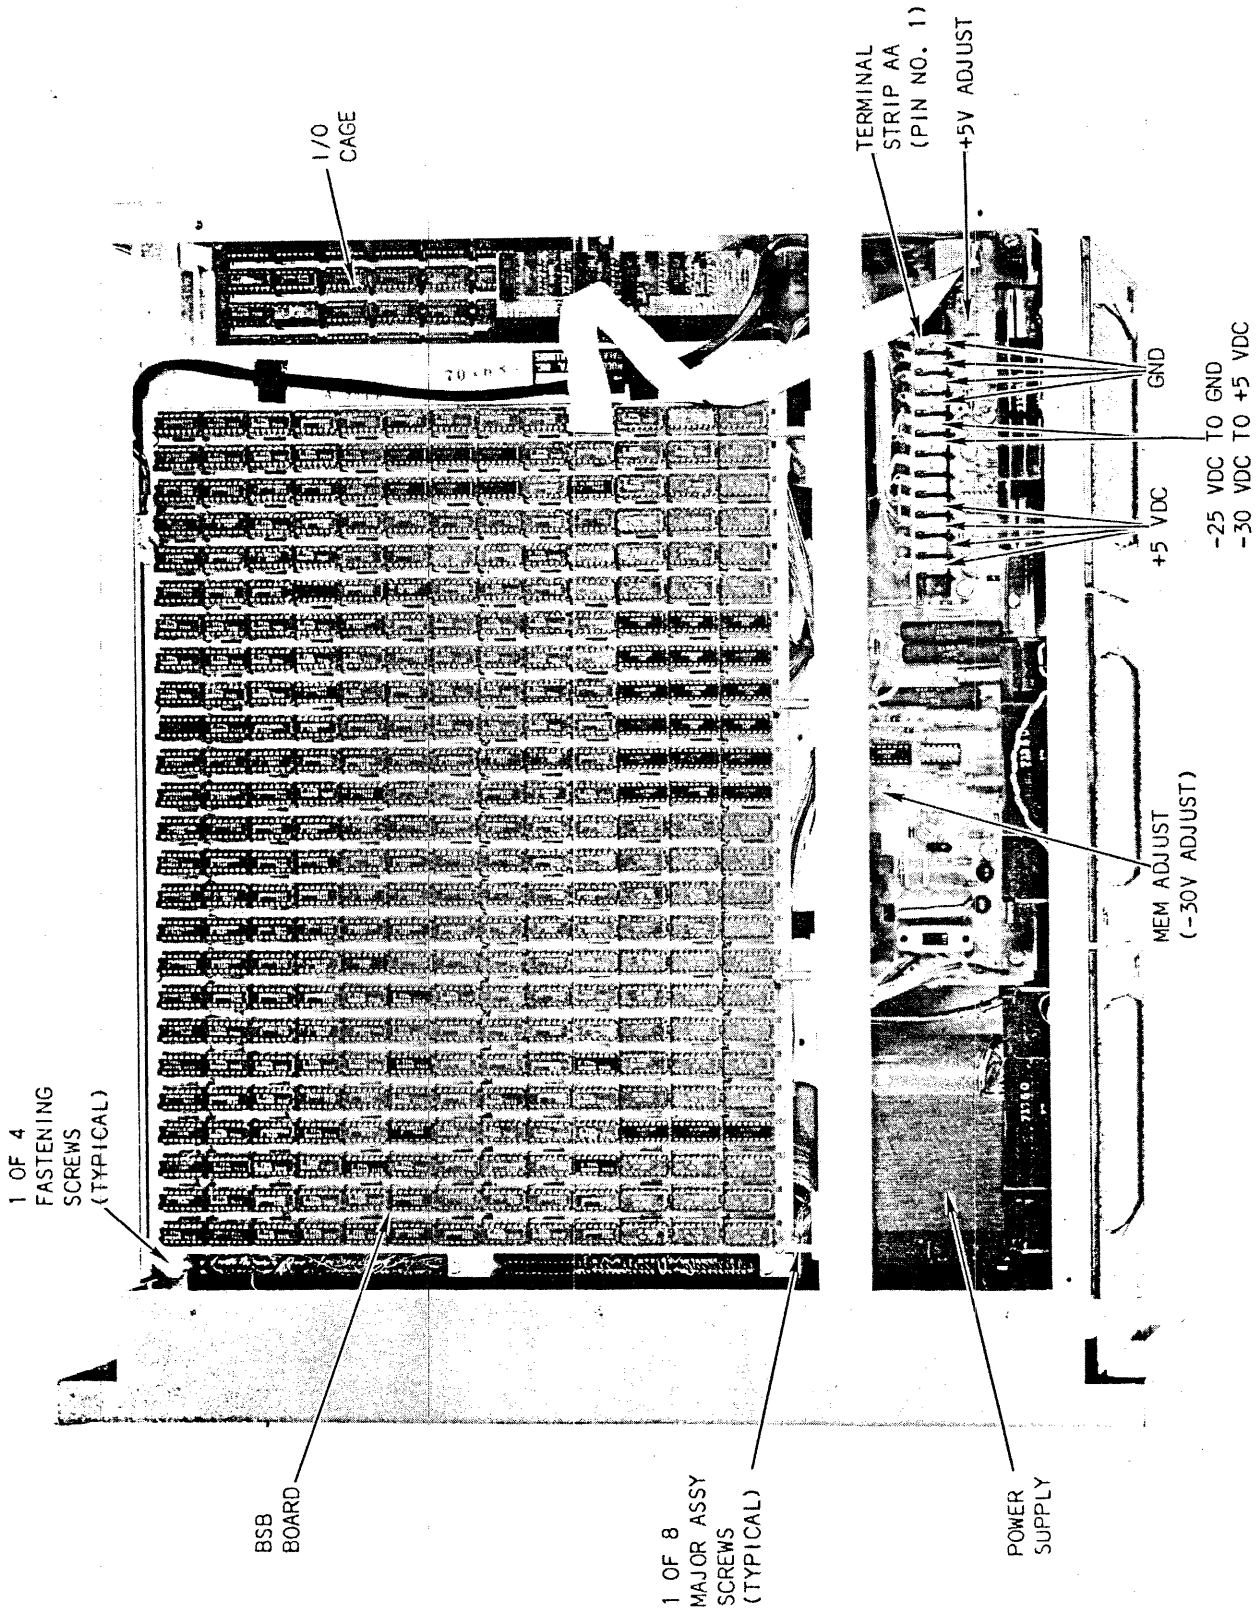 1 OF 4
FASTENING
SCREWS
(TYPICAL)
I/O
CAGE
BSB
BOARD
1 OF 8
MAJOR ASSY
SCREWS
(TYPICAL)
TERMINAL
STRIP AA
(PIN NO. 1)
+5V ADJUST
POWER
SUPPLY
MEM ADJUST
(-30V ADJUST)
+5 VDC
GND
-25 VDC TO GND
-30 VDC TO +5 VDC